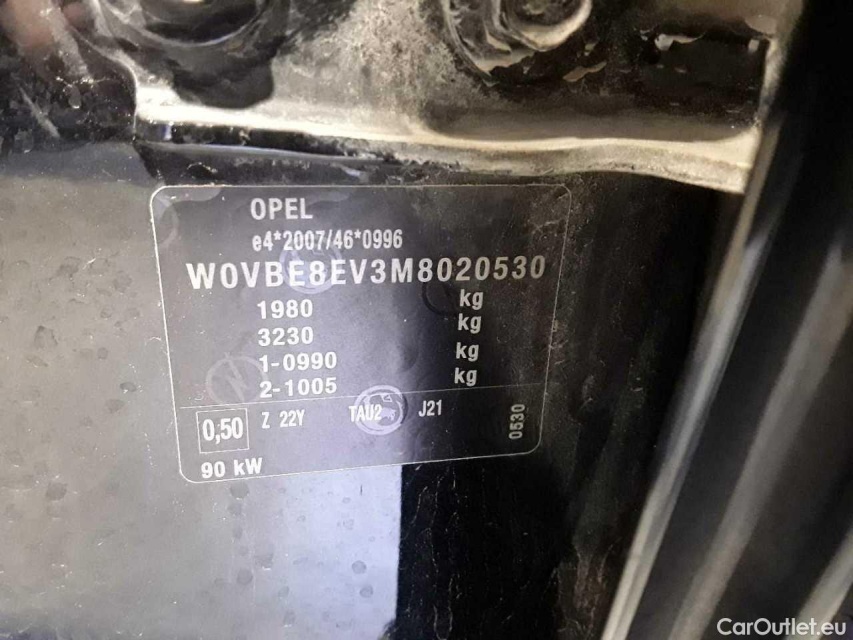 OPEL
e4*2007/46*0996
W0VBE8EV3M8020530
1980 kg
3230 kg
1-0990 kg
2-1005 kg
0,50 Z 22Y TAU2 J21 0530
90 kW
CarOutlet.eu